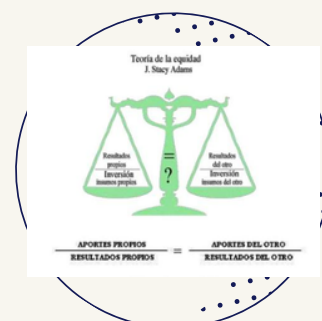 Teoría de la equidad
J. Stacy Adams
Resultados
propios
Inversión
insumos propios
=
?
Resultados
del otro
Inversión
insumos del otro
APORTES PROPIOS
RESULTADOS PROPIOS
=
APORTES DEL OTRO
RESULTADOS DEL OTRO